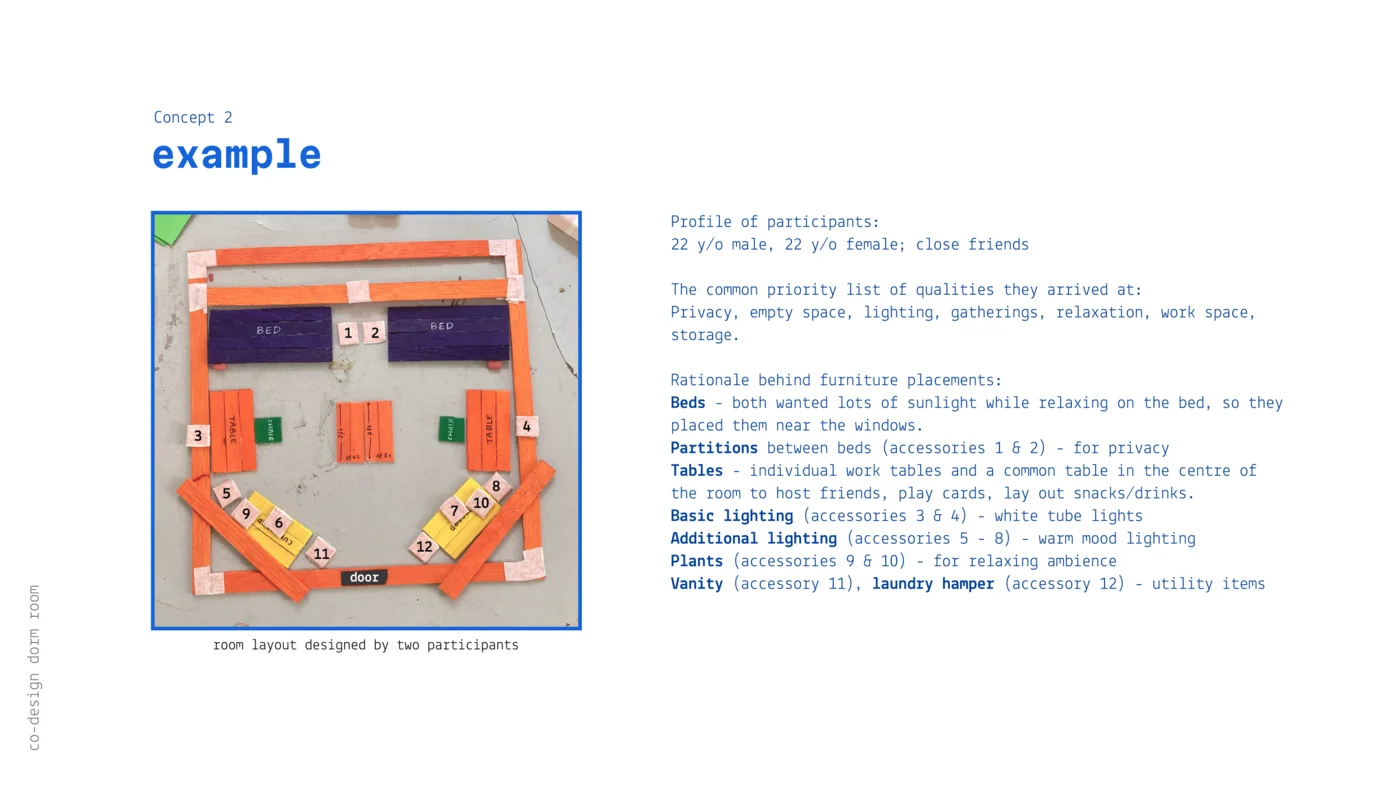 Concept 2
example
BED
BED
1
2
TABLE
CHAIR
CHAIR
TABLE
3
4
5
9
6
11
8
10
7
12
door
room layout designed by two participants
Profile of participants:
22 y/o male, 22 y/o female; close friends
The common priority list of qualities they arrived at:
Privacy, empty space, lighting, gatherings, relaxation, work space,
storage.
Rationale behind furniture placements:
Beds - both wanted lots of sunlight while relaxing on the bed, so they
placed them near the windows.
Partitions between beds (accessories 1 & 2) - for privacy
Tables - individual work tables and a common table in the centre of
the room to host friends, play cards, lay out snacks/drinks.
Basic lighting (accessories 3 & 4) - white tube lights
Additional lighting (accessories 5 - 8) - warm mood lighting
Plants (accessories 9 & 10) - for relaxing ambience
Vanity (accessory 11), laundry hamper (accessory 12) - utility items
co-design dorm room